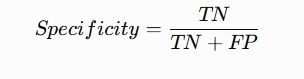 Specificity = TN / (TN + FP)